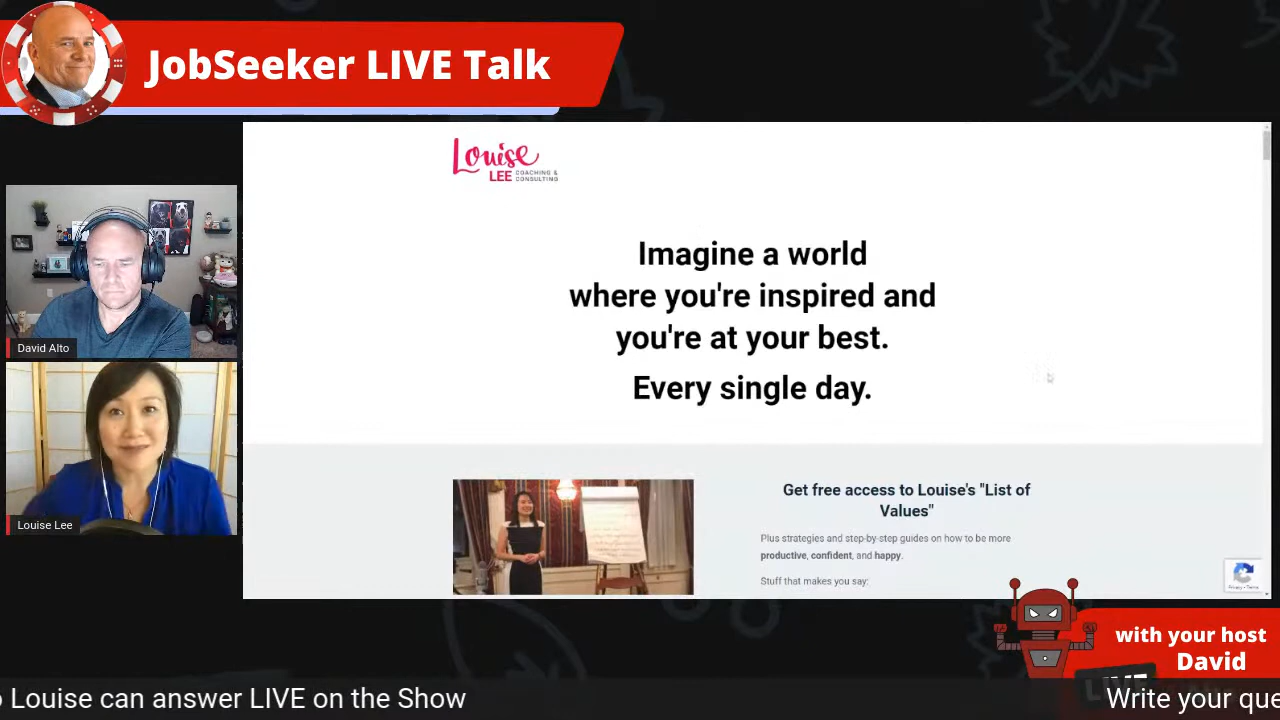 JobSeeker LIVE Talk
Louise
LEE COACHING &
CONSULTING
Imagine a world
where you're inspired and
you're at your best.
Every single day.
David Alto
Louise Lee
Get free access to Louise's "List of
Values"
Plus strategies and step-by-step guides on how to be more
productive, confident, and happy.
Stuff that makes you say:
Privacy - Terms
with your host
David
LIVE
Louise can answer LIVE on the Show
Write your que